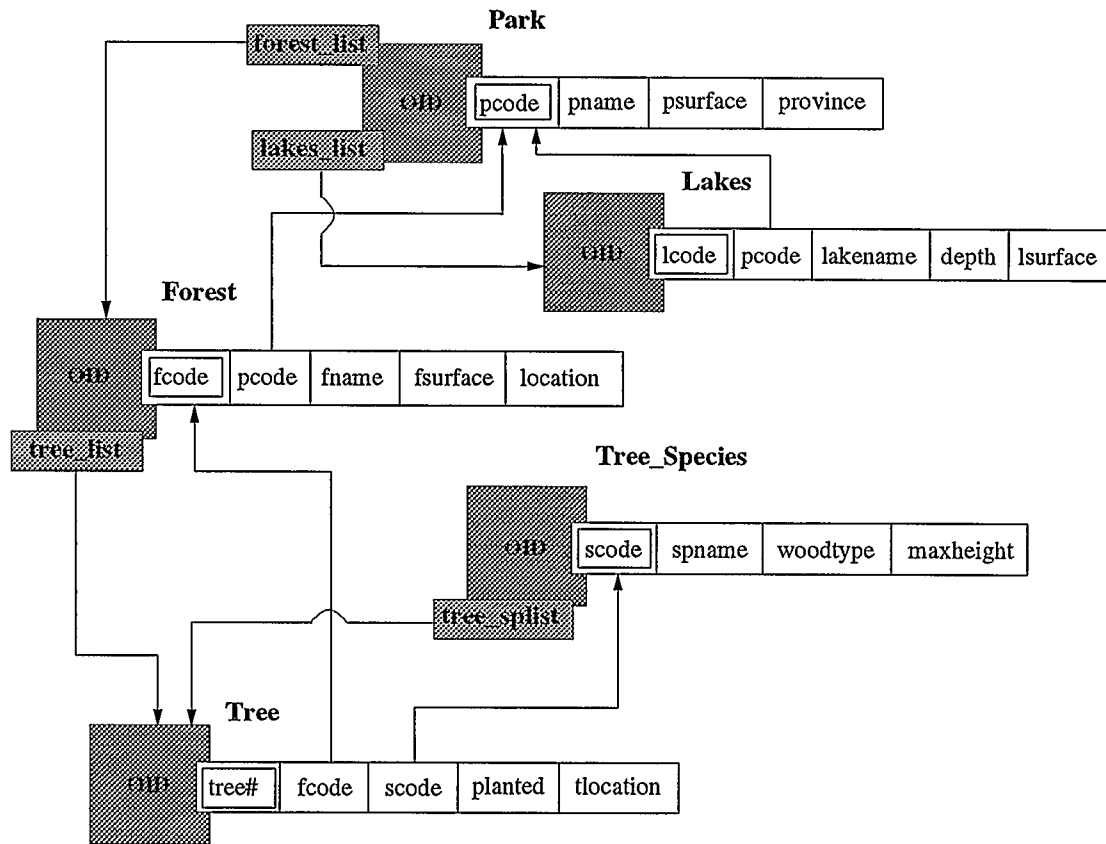 Park
forest_list
OID
pcode pname psurface province
lakes_list
Lakes
OID
lcode pcode lakename depth lsurface
Forest
OID
fcode pcode fname fsurface location
tree_list
Tree_Species
OID
scode spname woodtype maxheight
tree_splist
Tree
OID
tree# fcode scode planted tlocation